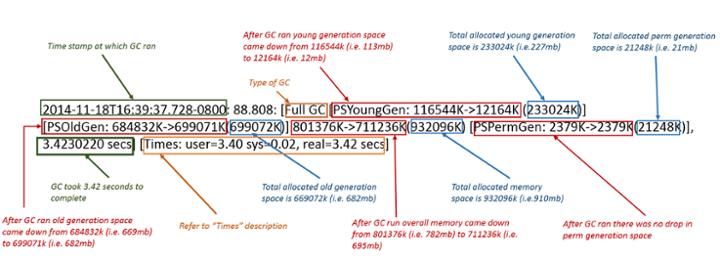 After GC ran young generation space
came down from 116544k (i.e. 113mb)
to 12164k (i.e. 12mb)
Total allocated young generation
space is 233024k (i.e.227mb)
Total allocated perm generation
space is 21248k (i.e. 21mb)
Time stamp at which GC ran
Type of GC
2014-11-18T16:39:37.728-0800: 88.808: [Full GC [PSYoungGen: 116544K->12164K (233024K)]
[PSOldGen: 684832K->699071K(699072K)] 801376K->711236K(932096K) [PSPermGen: 2379K->2379K(21248K)],
3.4230220 secs] [Times: user=3.40 sys=0.02, real=3.42 secs]
GC took 3.42 seconds to
complete
Total allocated old generation
space is 669072k (i.e. 682mb)
Total allocated memory
space is 932096k (i.e.910mb)
After GC ran old generation space
came down from 684832k (i.e. 669mb)
to 699071k (i.e. 682mb)
Refer to “Times” description
After GC run overall memory came down
from 801376k (i.e. 782mb) to 711236k (i.e.
695mb)
After GC ran there was no drop in
perm generation space